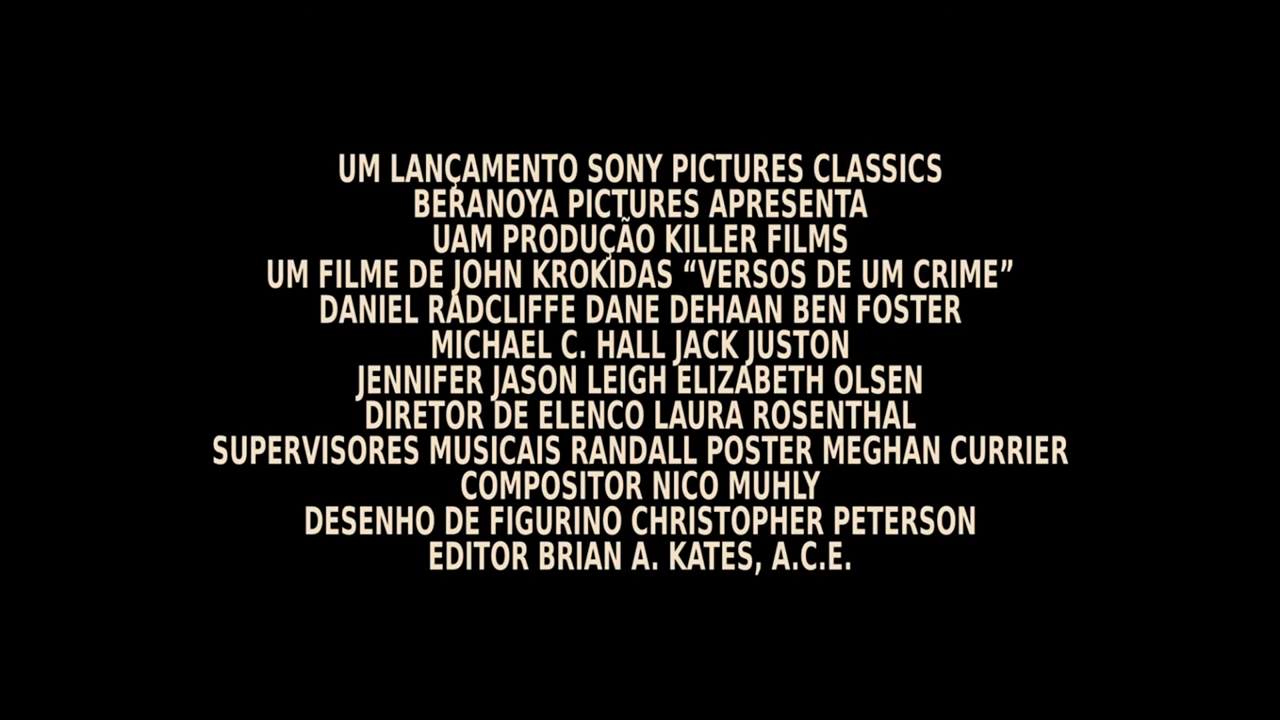 UM LANÇAMENTO SONY PICTURES CLASSICS
BERANOYA PICTURES APRESENTA
UAM PRODUÇÃO KILLER FILMS
UM FILME DE JOHN KROKIDAS “VERSOS DE UM CRIME”
DANIEL RADCLIFFE DANE DEHAAN BEN FOSTER
MICHAEL C. HALL JACK JUSTON
JENNIFER JASON LEIGH ELIZABETH OLSEN
DIRETOR DE ELENCO LAURA ROSENTHAL
SUPERVISORES MUSICAIS RANDALL POSTER MEGHAN CURRIER
COMPOSITOR NICO MUHLY
DESENHO DE FIGURINO CHRISTOPHER PETERSON
EDITOR BRIAN A. KATES, A.C.E.